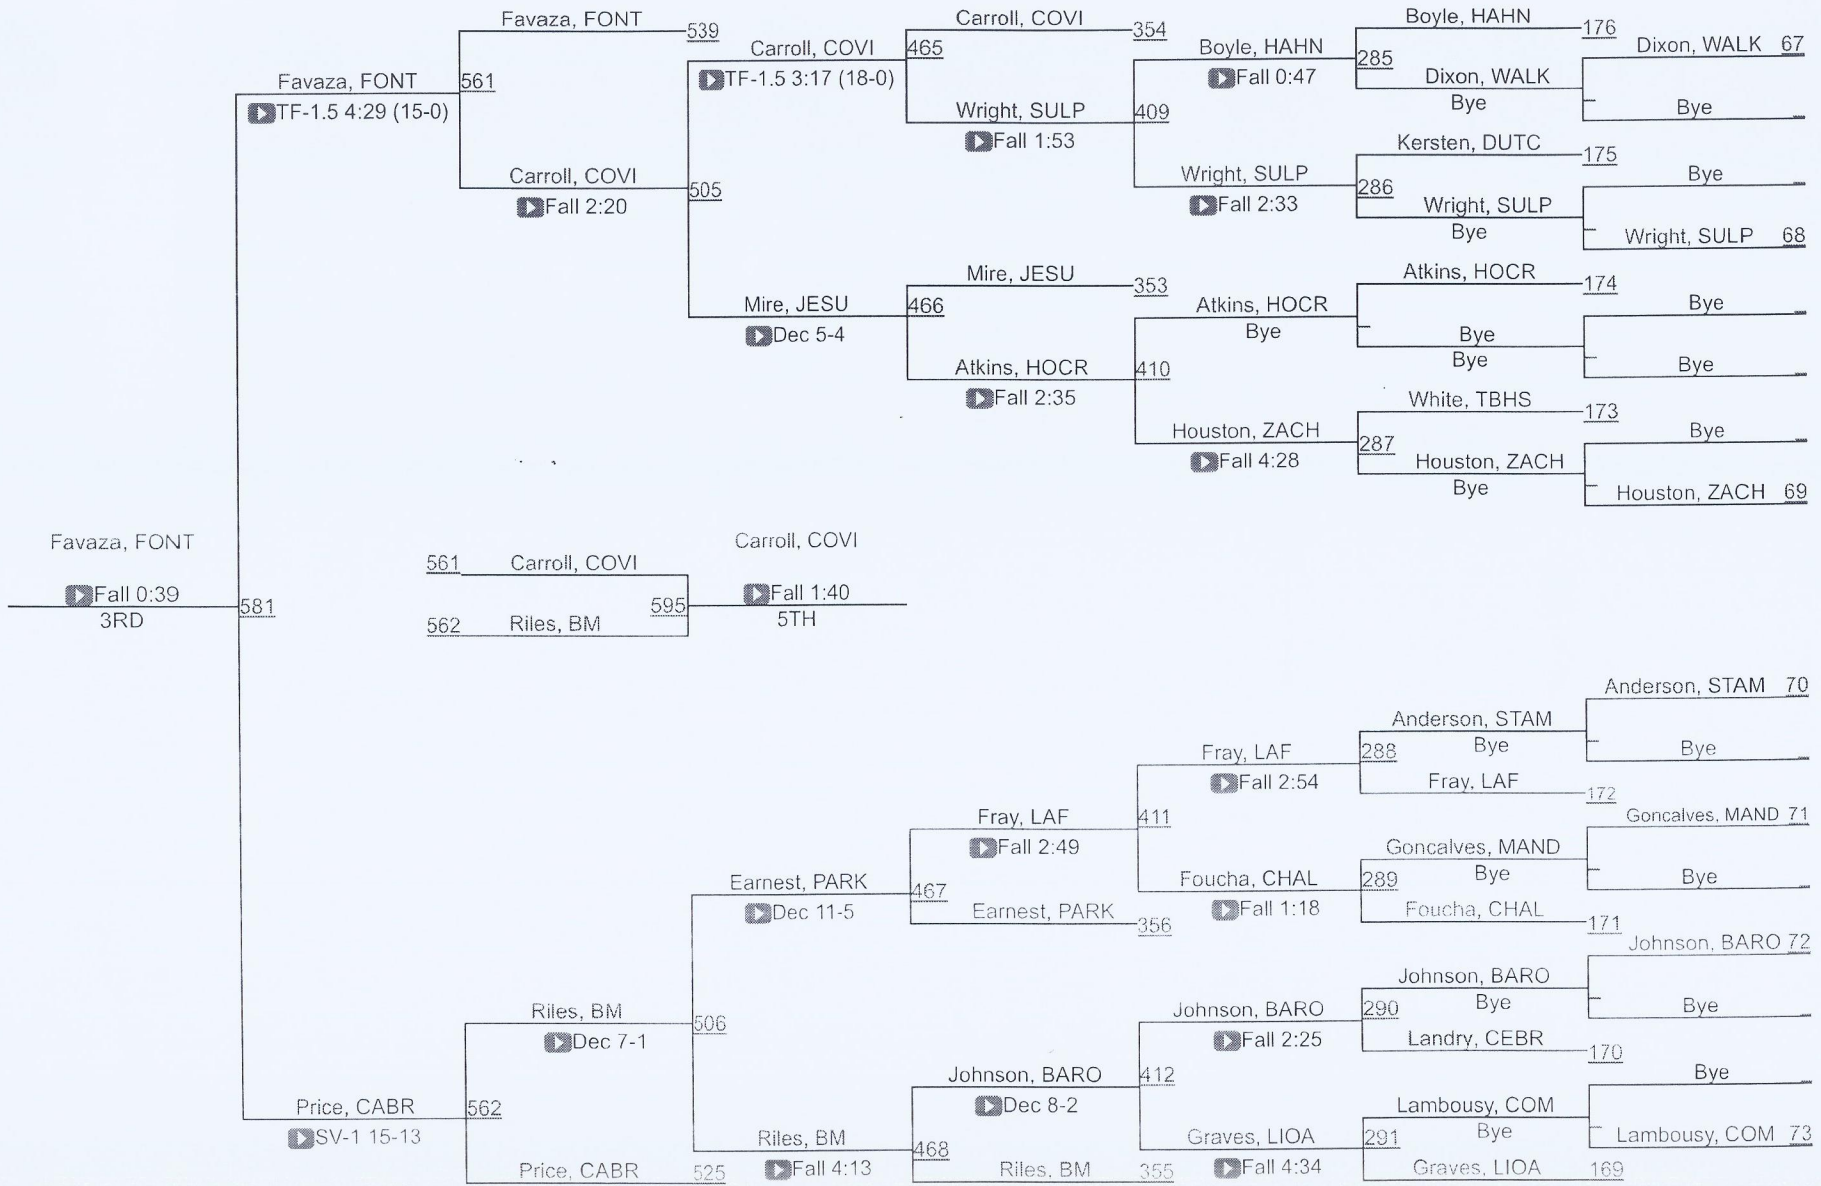 Favaza, FONT
539
Carroll, COVI
354
Boyle, HAHN
176
Dixon, WALK 67
Carroll, COVI
TF-1.5 3:17 (18-0)
465
Boyle, HAHN
Fall 0:47
285
Dixon, WALK
Bye
Bye
Favaza, FONT
TF-1.5 4:29 (15-0)
561
Wright, SULP
Fall 1:53
409
Kersten, DUTC
175
Bye
Carroll, COVI
Fall 2:20
505
Wright, SULP
Fall 2:33
286
Wright, SULP
Bye
Wright, SULP 68
Mire, JESU
353
Atkins, HOCR
174
Bye
Mire, JESU
Dec 5-4
466
Atkins, HOCR
Bye
Bye
Bye
Bye
Atkins, HOCR
Fall 2:35
410
White, TBHS
173
Bye
Houston, ZACH
Fall 4:28
287
Houston, ZACH
Bye
Houston, ZACH 69
Favaza, FONT
Fall 0:39
3RD
581
561 Carroll, COVI
562 Riles, BM
595
Carroll, COVI
Fall 1:40
5TH
Anderson, STAM 70
Anderson, STAM
Bye
Bye
Fray, LAF
Fall 2:54
288
Fray, LAF
172
Goncalves, MAND 71
Fray, LAF
Fall 2:49
411
Goncalves, MAND
Bye
Bye
Earnest, PARK
Dec 11-5
467
Foucha, CHAL
Fall 1:18
289
Earnest, PARK
356
Foucha, CHAL
171
Johnson, BARO 72
Riles, BM
Dec 7-1
506
Johnson, BARO
Fall 2:25
290
Johnson, BARO
Bye
Bye
Landry, CEBR
170
Johnson, BARO
Dec 8-2
412
Bye
Price, CABR
SV-1 15-13
562
Lambousy, COM
Bye
Lambousy, COM 73
Riles, BM
Fall 4:13
468
Graves, LIOA
Fall 4:34
291
Price, CABR
525
Riles, BM
355
Graves, LIOA
169